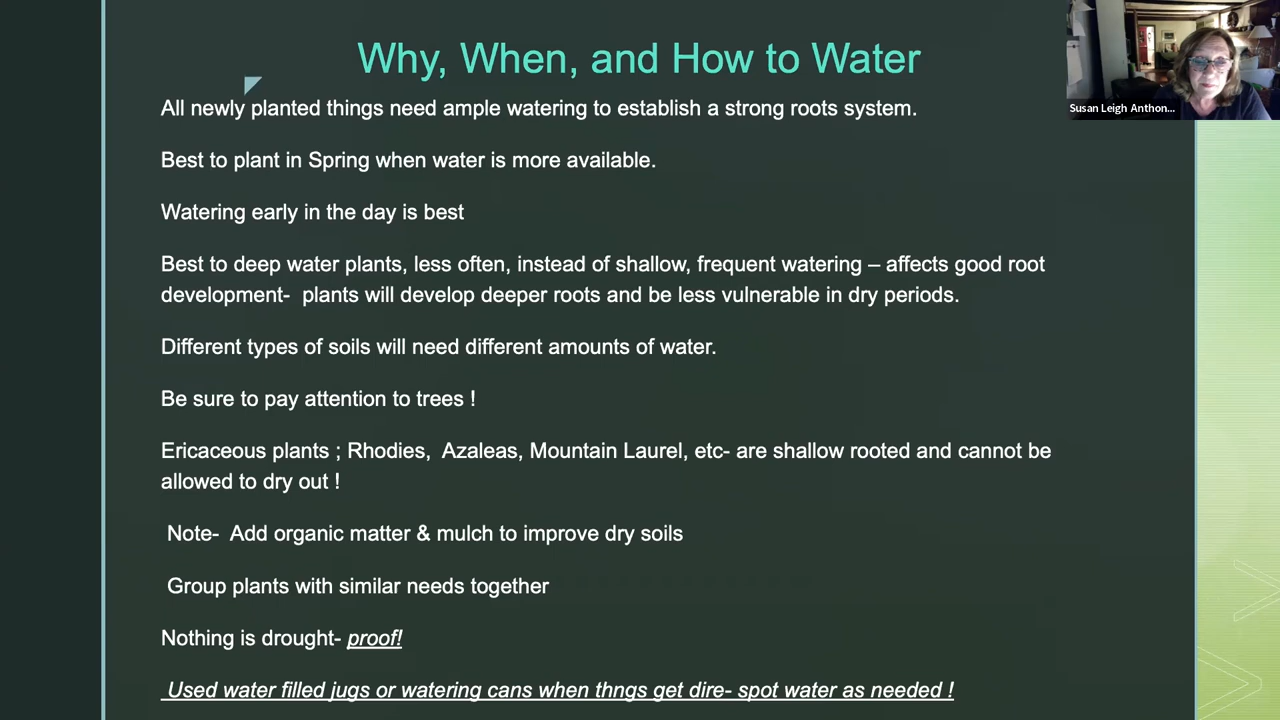 Why, When, and How to Water
Susan Leigh Anthon...
All newly planted things need ample watering to establish a strong roots system.
Best to plant in Spring when water is more available.
Watering early in the day is best
Best to deep water plants, less often, instead of shallow, frequent watering – affects good root
development-  plants will develop deeper roots and be less vulnerable in dry periods.
Different types of soils will need different amounts of water.
Be sure to pay attention to trees !
Ericaceous plants ; Rhodies,  Azaleas, Mountain Laurel, etc- are shallow rooted and cannot be
allowed to dry out !
Note-  Add organic matter & mulch to improve dry soils
Group plants with similar needs together
Nothing is drought- proof!
Used water filled jugs or watering cans when thngs get dire- spot water as needed !